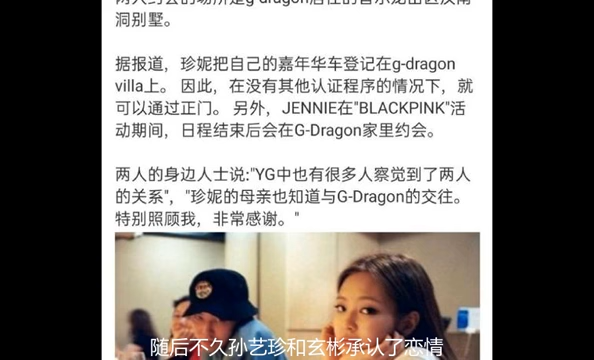 洞别墅。
据报道，珍妮把自己的嘉年华车登记在g-dragon
villa上。 因此，在没有其他认证程序的情况下，就
可以通过正门。 另外，JENNIE在"BLACKPINK"活
动期间，日程结束后会在G-Dragon家里约会。
两人的身边人士说:"YG中也有很多人察觉到了两人
的关系"，"珍妮的母亲也知道与G-Dragon的交往。
特别照顾我，非常感谢。"
随后不久孙艺珍和玄彬承认了恋情